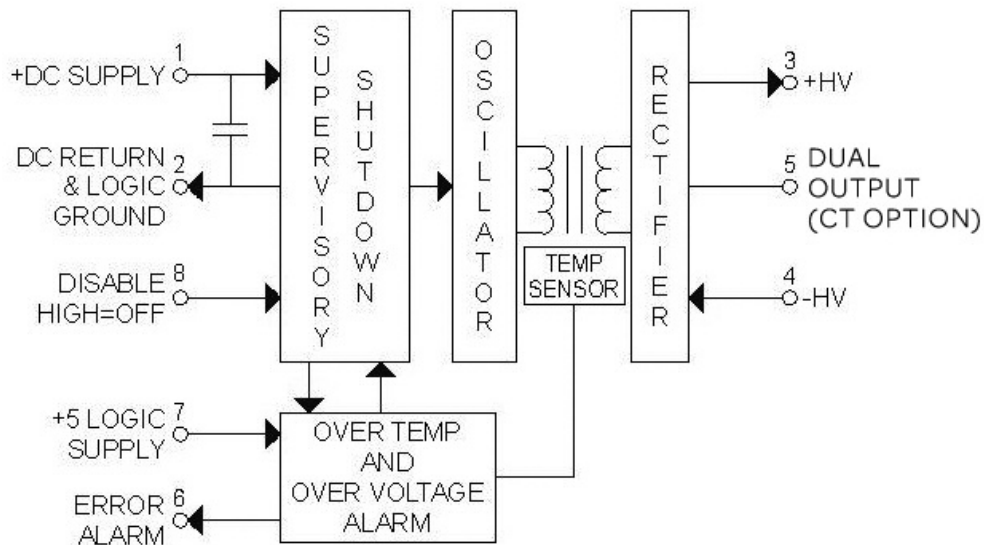 1
+DC SUPPLY
DC RETURN
& LOGIC
GROUND
2
DISABLE
HIGH=OFF
8
+5 LOGIC
SUPPLY
7
ERROR
ALARM
6
SUPERVISORY
SHUTDOWN
OSCILLATOR
TEMP
SENSOR
RECTIFIER
OVER TEMP
AND
OVER VOLTAGE
ALARM
3
+HV
5
DUAL
OUTPUT
(CT OPTION)
4
-HV